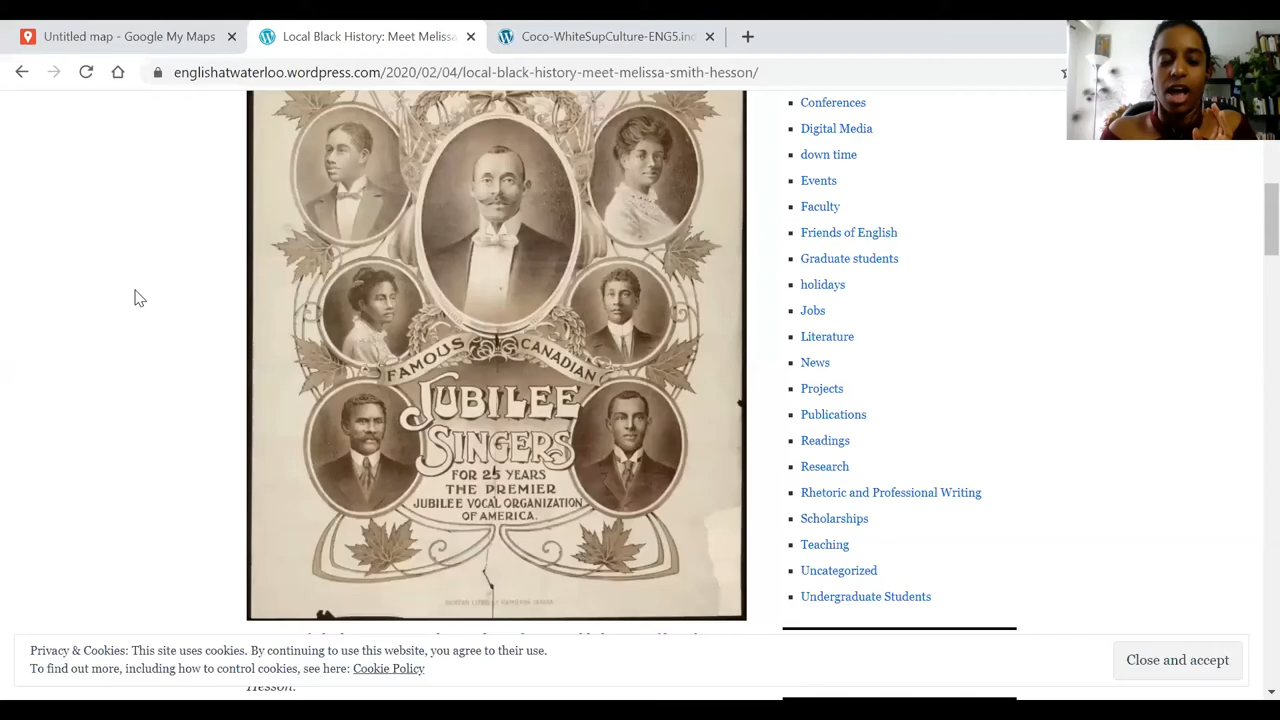 Untitled map - Google My Maps
Local Black History: Meet Melissa
Coco-WhiteSupCulture-ENG5.in
englishatwaterloo.wordpress.com/2020/02/04/local-black-history-meet-melissa-smith-hesson/
FAMOUS CANADIAN
JUBILEE
SINGERS
FOR 25 YEARS
THE PREMIER
JUBILEE VOCAL ORGANIZATION
OF AMERICA.
Hesson.
Conferences
Digital Media
down time
Events
Faculty
Friends of English
Graduate students
holidays
Jobs
Literature
News
Projects
Publications
Readings
Research
Rhetoric and Professional Writing
Scholarships
Teaching
Uncategorized
Undergraduate Students
Privacy & Cookies: This site uses cookies. By continuing to use this website, you agree to their use.
To find out more, including how to control cookies, see here: Cookie Policy
Close and accept